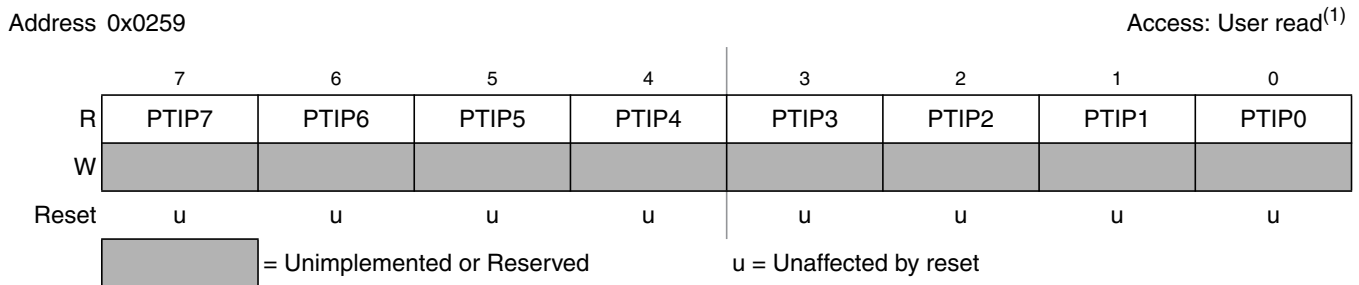 Address 0x0259 Access: User read(1)
7 6 5 4 3 2 1 0
R PTIP7 PTIP6 PTIP5 PTIP4 PTIP3 PTIP2 PTIP1 PTIP0
W
Reset u u u u u u u u
= Unimplemented or Reserved u = Unaffected by reset